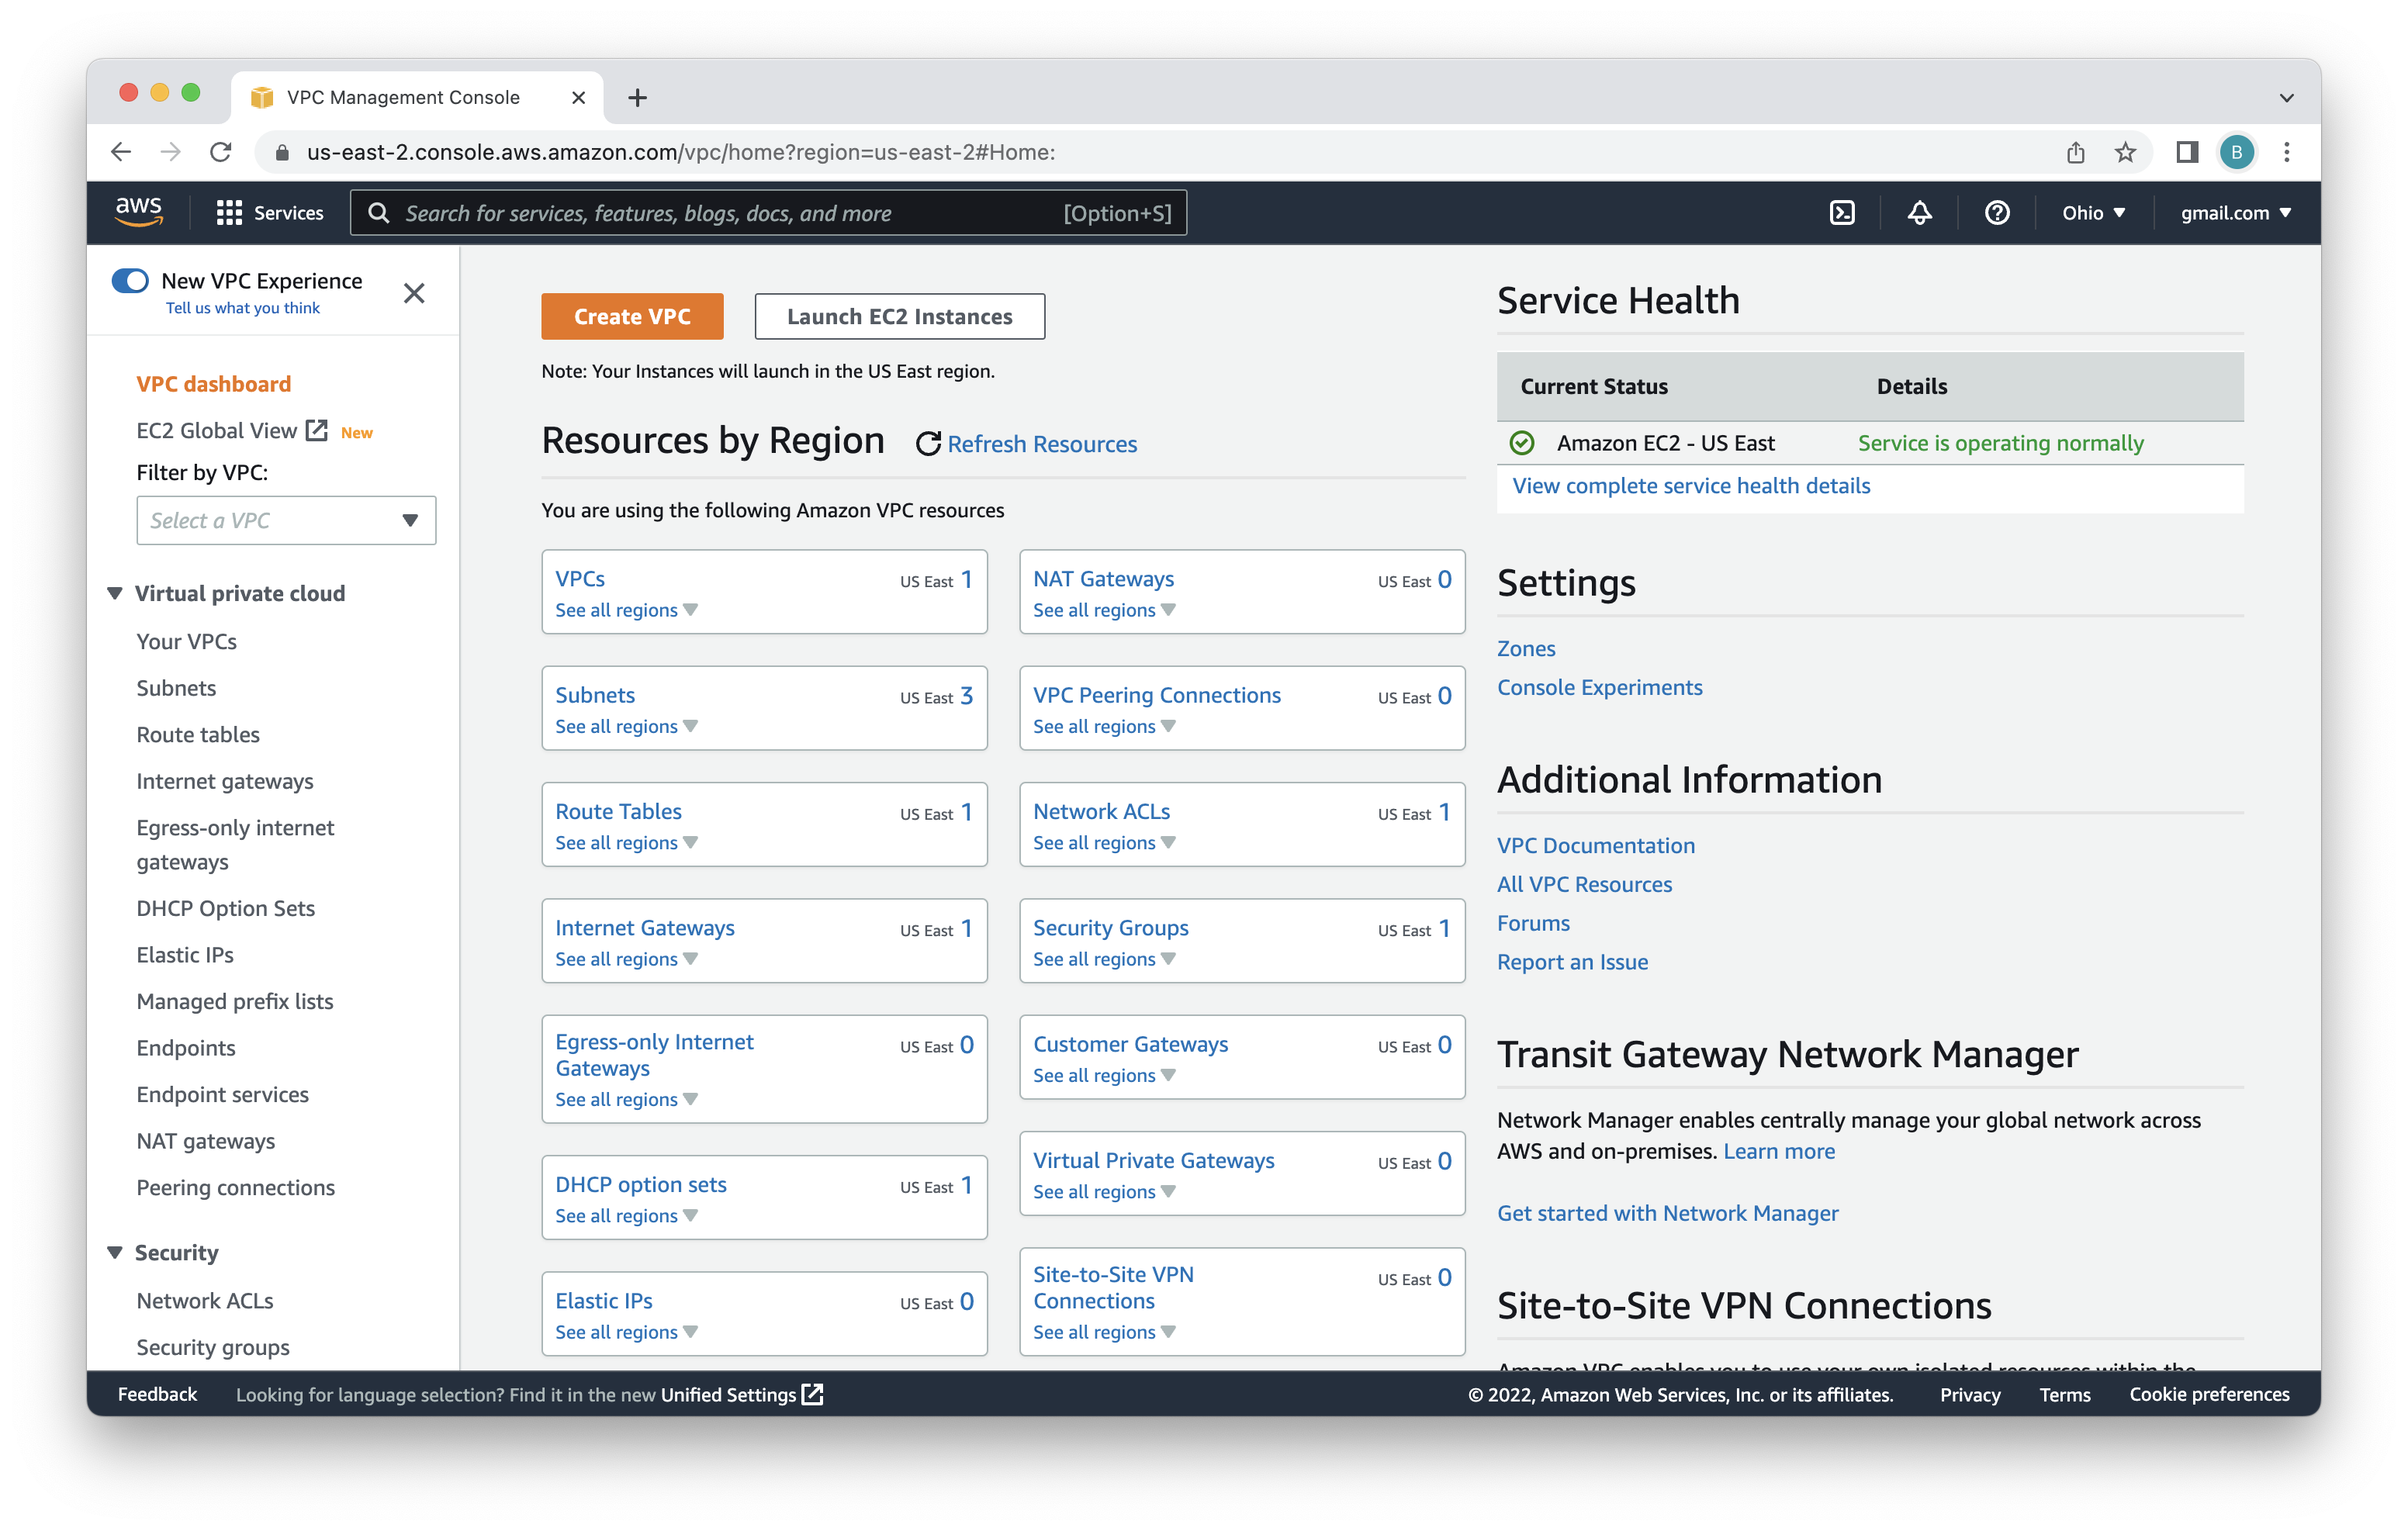 VPC Management Console
us-east-2.console.aws.amazon.com/vpc/home?region=us-east-2#Home:
B
aws
Services
Search for services, features, blogs, docs, and more
[Option+S]
Ohio
gmail.com
New VPC Experience
Tell us what you think
VPC dashboard
EC2 Global View
New
Filter by VPC:
Select a VPC
Virtual private cloud
Your VPCs
Subnets
Route tables
Internet gateways
Egress-only internet
gateways
DHCP Option Sets
Elastic IPs
Managed prefix lists
Endpoints
Endpoint services
NAT gateways
Peering connections
Security
Network ACLs
Security groups
Create VPC
Launch EC2 Instances
Note: Your Instances will launch in the US East region.
Resources by Region
Refresh Resources
You are using the following Amazon VPC resources
VPCs
US East 1
See all regions
NAT Gateways
US East 0
See all regions
Subnets
US East 3
See all regions
VPC Peering Connections
US East 0
See all regions
Route Tables
US East 1
See all regions
Network ACLs
US East 1
See all regions
Internet Gateways
US East 1
See all regions
Security Groups
US East 1
See all regions
Egress-only Internet
Gateways
US East 0
See all regions
Customer Gateways
US East 0
See all regions
DHCP option sets
US East 1
See all regions
Virtual Private Gateways
US East 0
See all regions
Elastic IPs
US East 0
See all regions
Site-to-Site VPN
Connections
US East 0
See all regions
Service Health
Current Status
Details
Amazon EC2 - US East
Service is operating normally
View complete service health details
Settings
Zones
Console Experiments
Additional Information
VPC Documentation
All VPC Resources
Forums
Report an Issue
Transit Gateway Network Manager
Network Manager enables centrally manage your global network across
AWS and on-premises. Learn more
Get started with Network Manager
Site-to-Site VPN Connections
Amazon VPC enables you to use your own isolated resources within the
Feedback
Looking for language selection? Find it in the new Unified Settings
© 2022, Amazon Web Services, Inc. or its affiliates.
Privacy
Terms
Cookie preferences